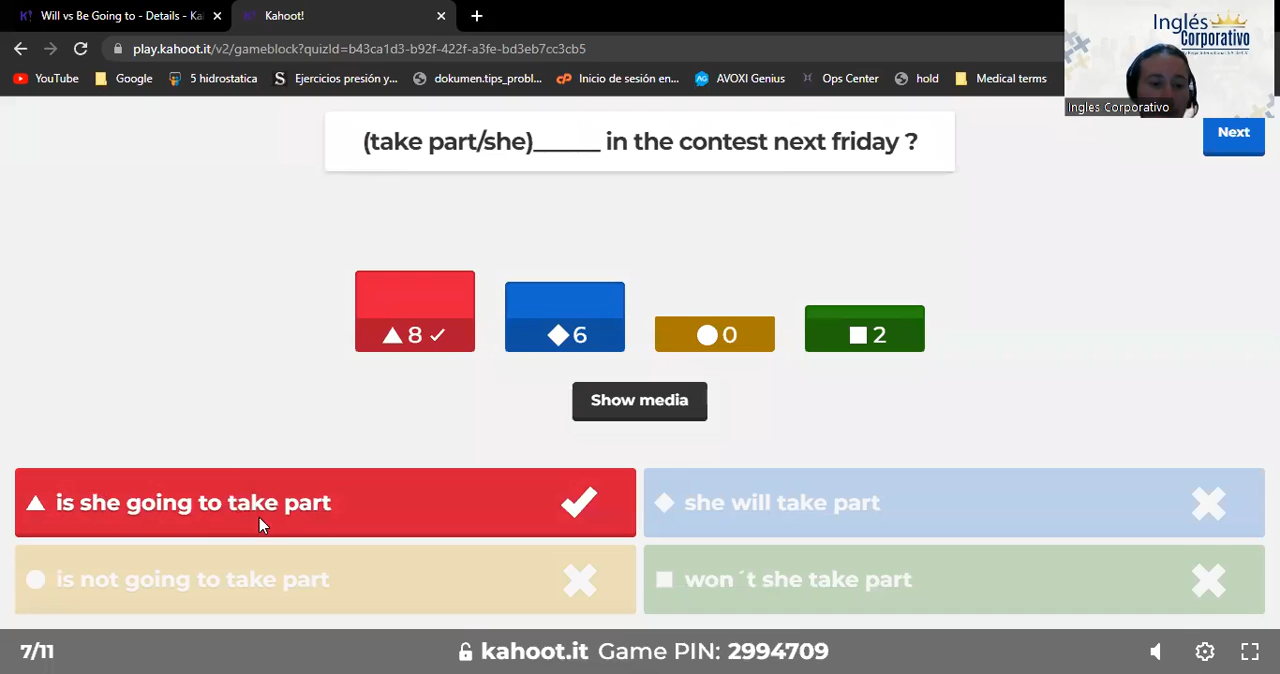 Will vs Be Going to - Details - Ka
Kahoot!
play.kahoot.it/v2/gameblock?quizId=b43ca1d3-b92f-422f-a3fe-bd3eb7cc3cb5
YouTube
Google
5 hidrostatica
Ejercicios presión y...
dokumen.tips_probl...
Inicio de sesión en...
AVOXI Genius
Ops Center
hold
Medical terms
Inglés
Corporativo
Ingles Corporativo
(take part/she)______ in the contest next friday ?
Next
8
6
0
2
Show media
is she going to take part
she will take part
is not going to take part
won´t she take part
7/11
kahoot.it Game PIN: 2994709